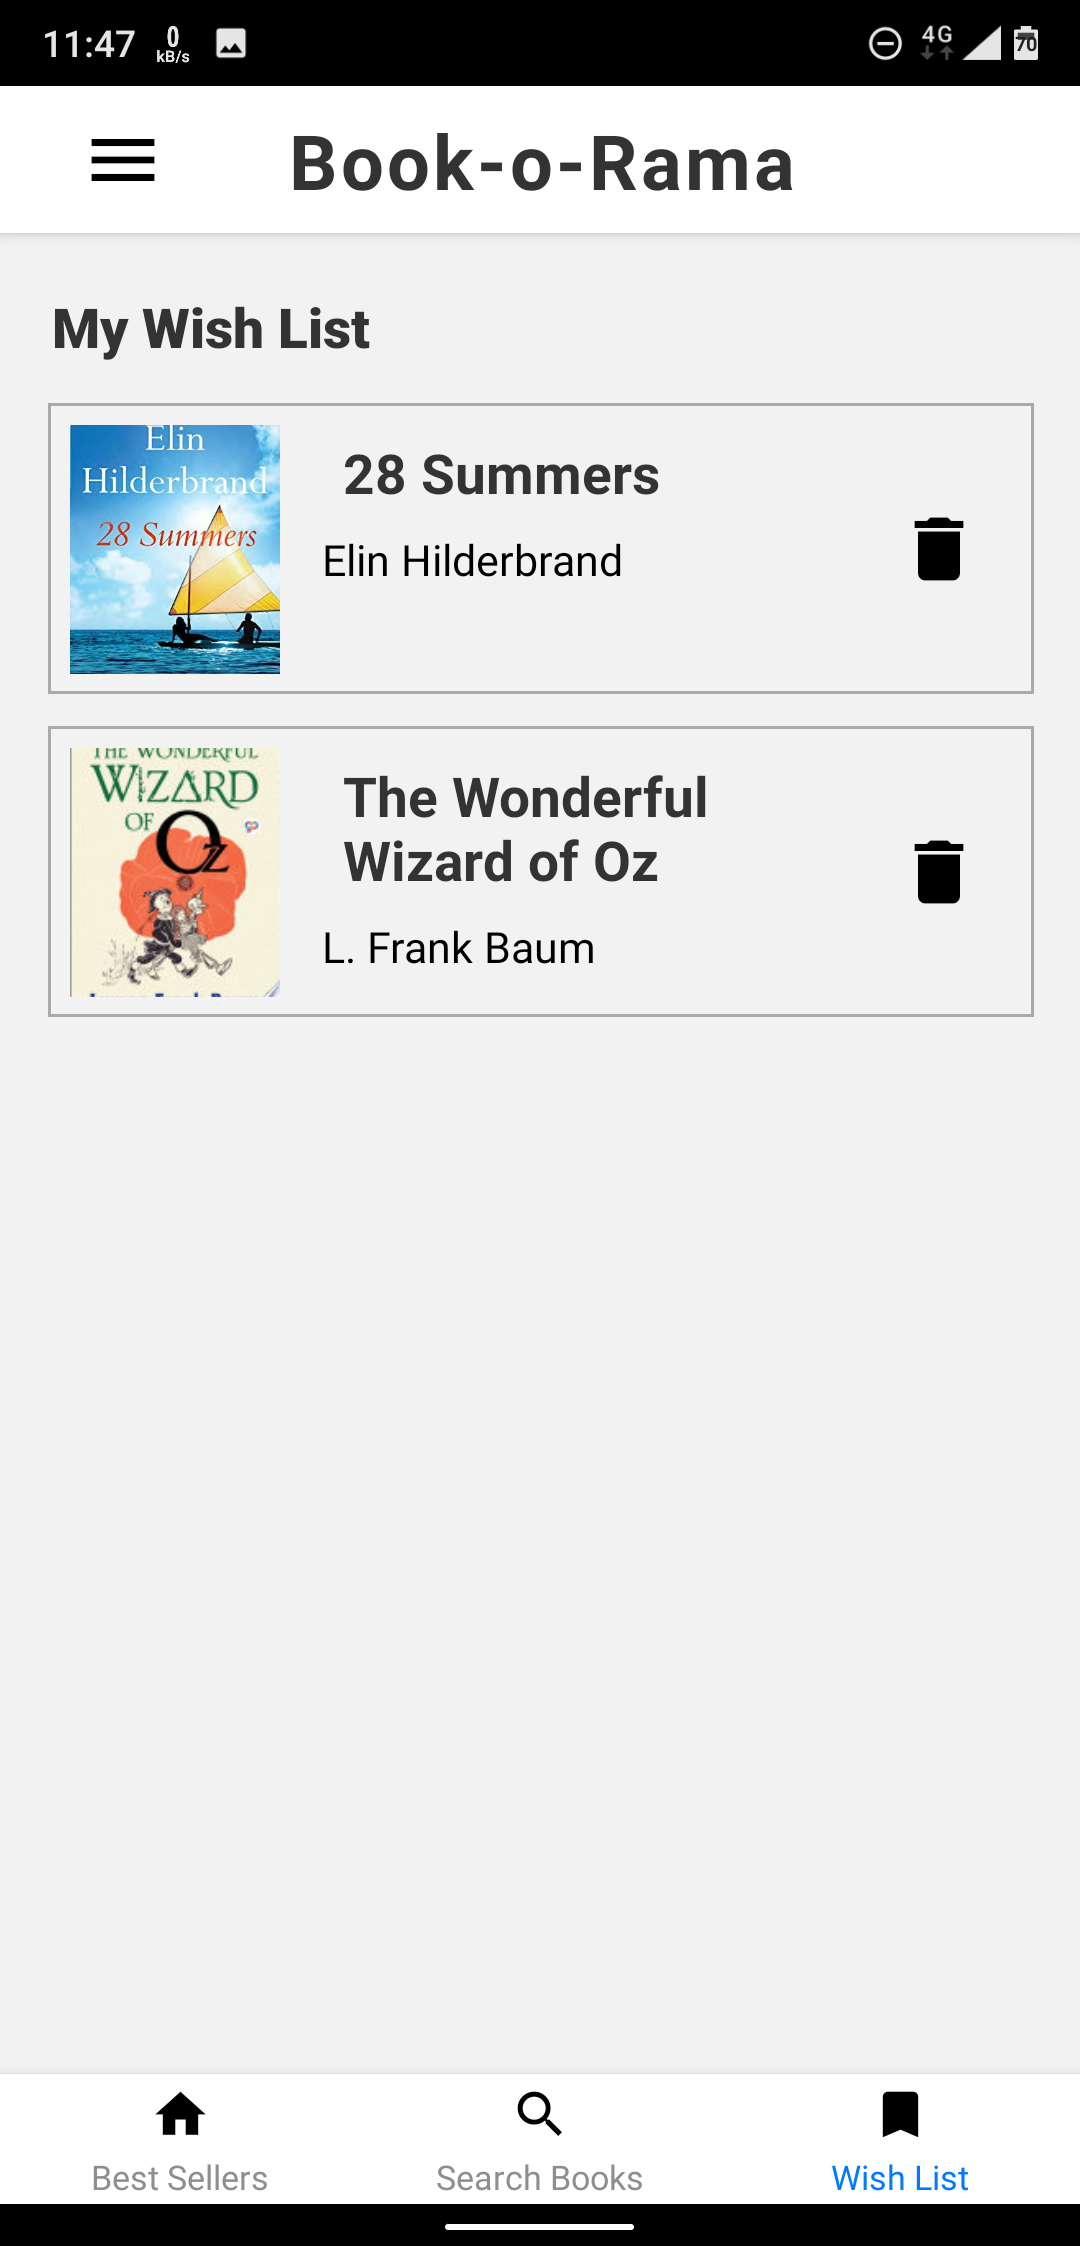 11:47
0
kB/s
4G
70
Book-o-Rama
My Wish List
Elin
Hilderbrand
28 Summers
28 Summers
Elin Hilderbrand
THE WONDERFUL
WIZARD
OF OZ
The Wonderful
Wizard of Oz
L. Frank Baum
Best Sellers
Search Books
Wish List